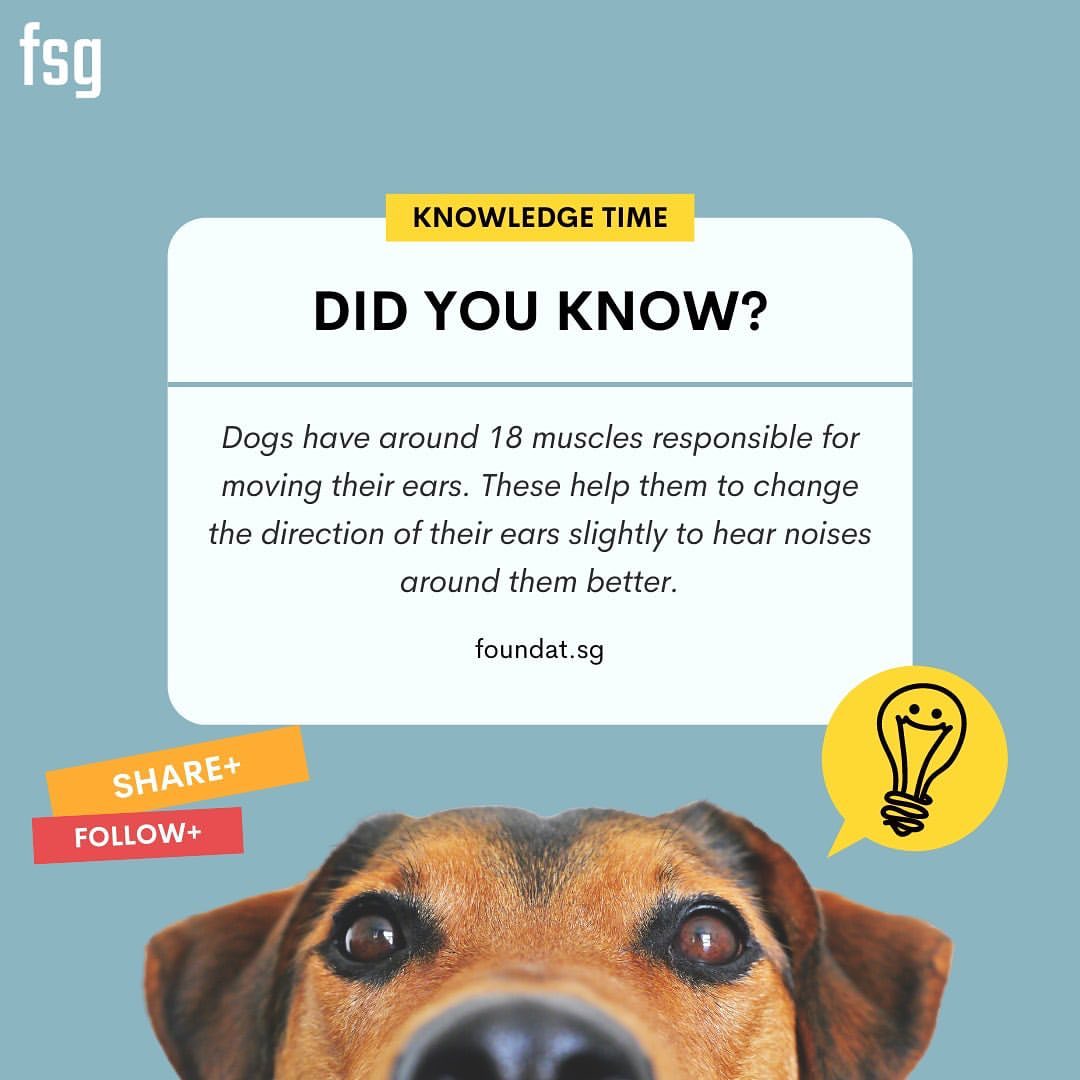 fsg
KNOWLEDGE TIME
DID YOU KNOW?
Dogs have around 18 muscles responsible for
moving their ears. These help them to change
the direction of their ears slightly to hear noises
around them better.
foundat.sg
SHARE+
FOLLOW+